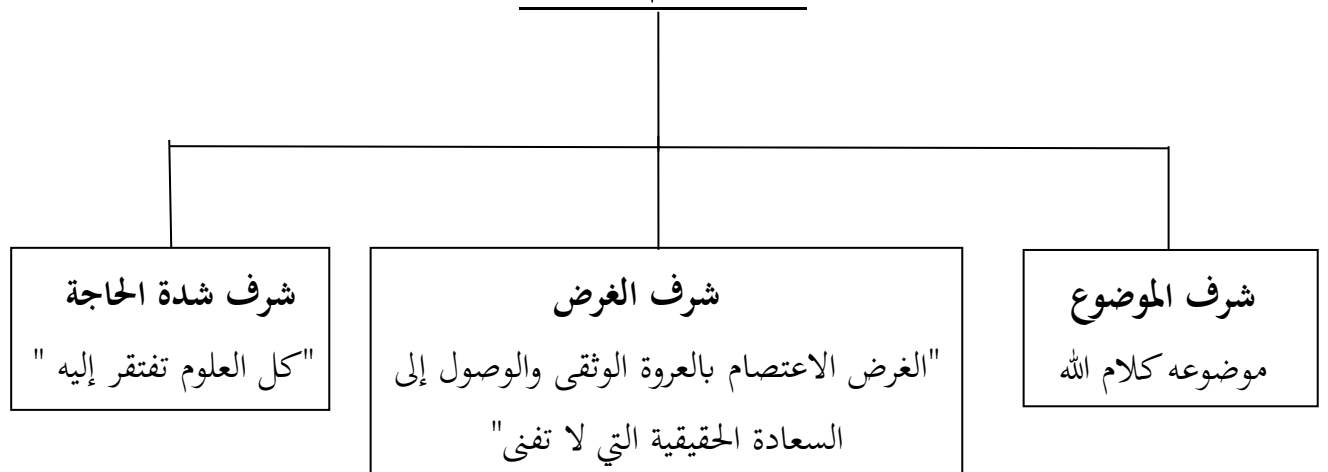 شرف الموضوع
موضوعه كلام الله
شرف الغرض
"الغرض الاعتصام بالعروة الوثقى والوصول إلى
السعادة الحقيقية التي لا تفنى"
شرف شدة الحاجة
"كل العلوم تفتقر إليه "